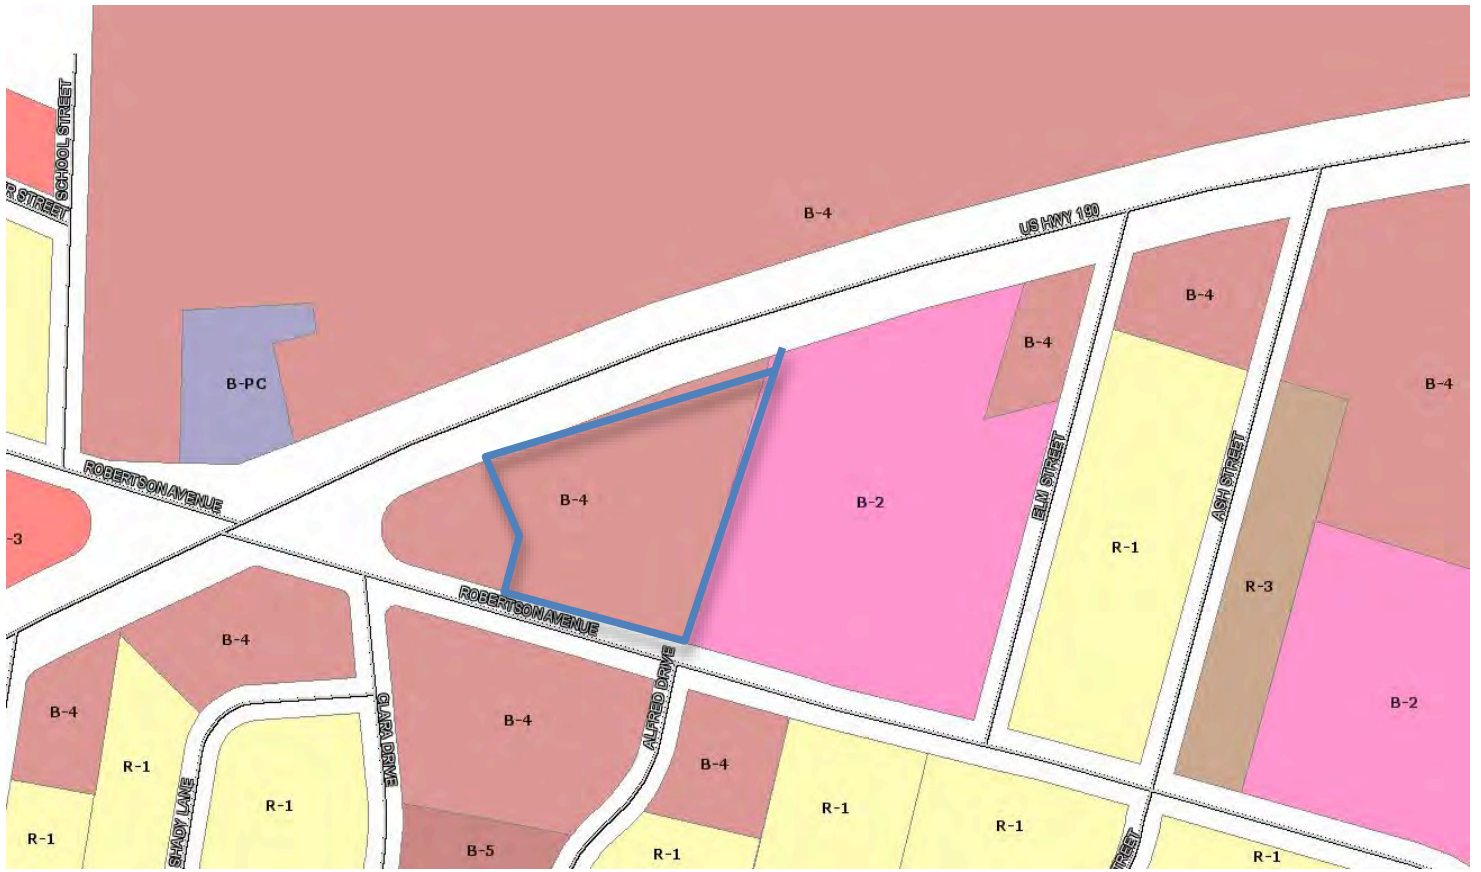 SCHOOL STREET
R STREET
B-4
US HWY 190
B-4
B-4
B-PC
B-4
ROBERTSON AVENUE
B-4
B-2
ELM STREET
ASH STREET
-3
R-1
R-3
ROBERTSON AVENUE
B-4
B-4
CLARA DRIVE
B-4
ALFRED DRIVE
B-2
R-1
B-4
SHADY LANE
R-1
R-1
R-1
R-1
B-5
R-1
TREET
R-1